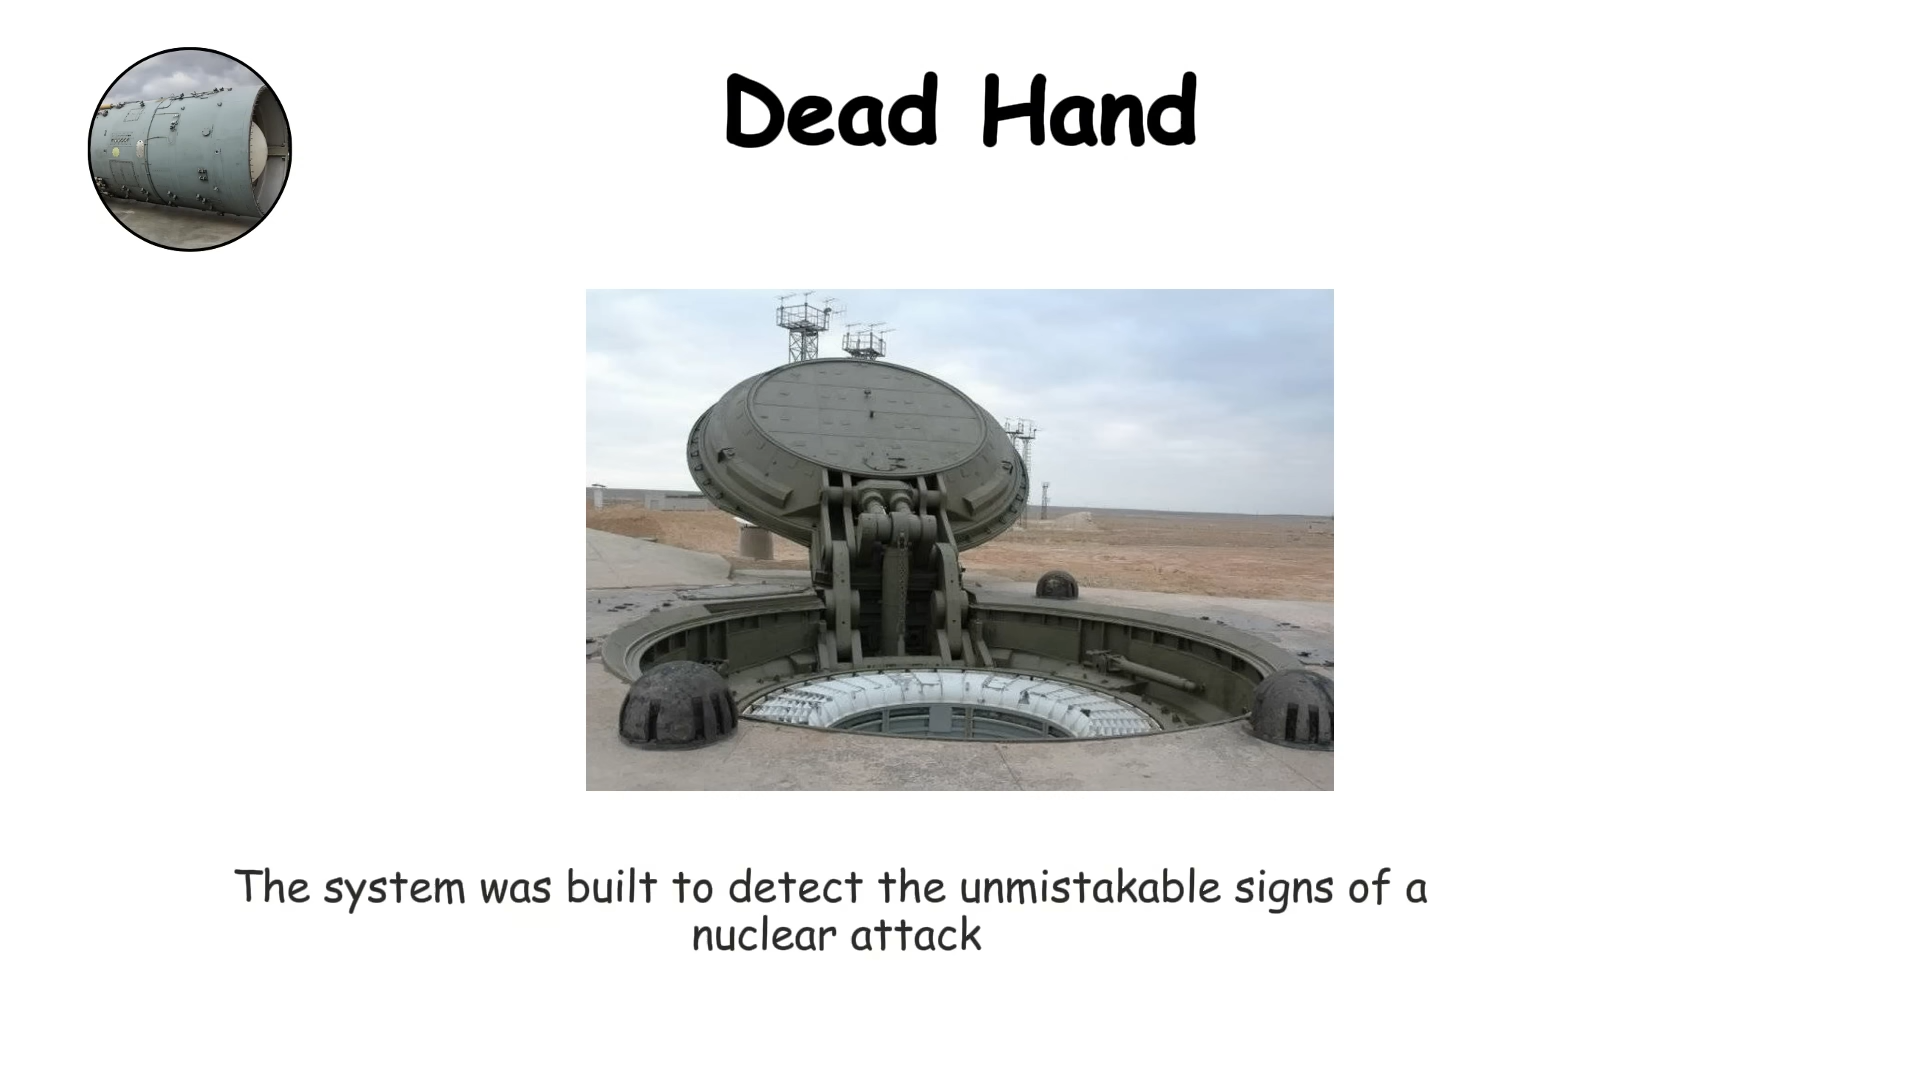 Dead Hand
The system was built to detect the unmistakable signs of a
nuclear attack